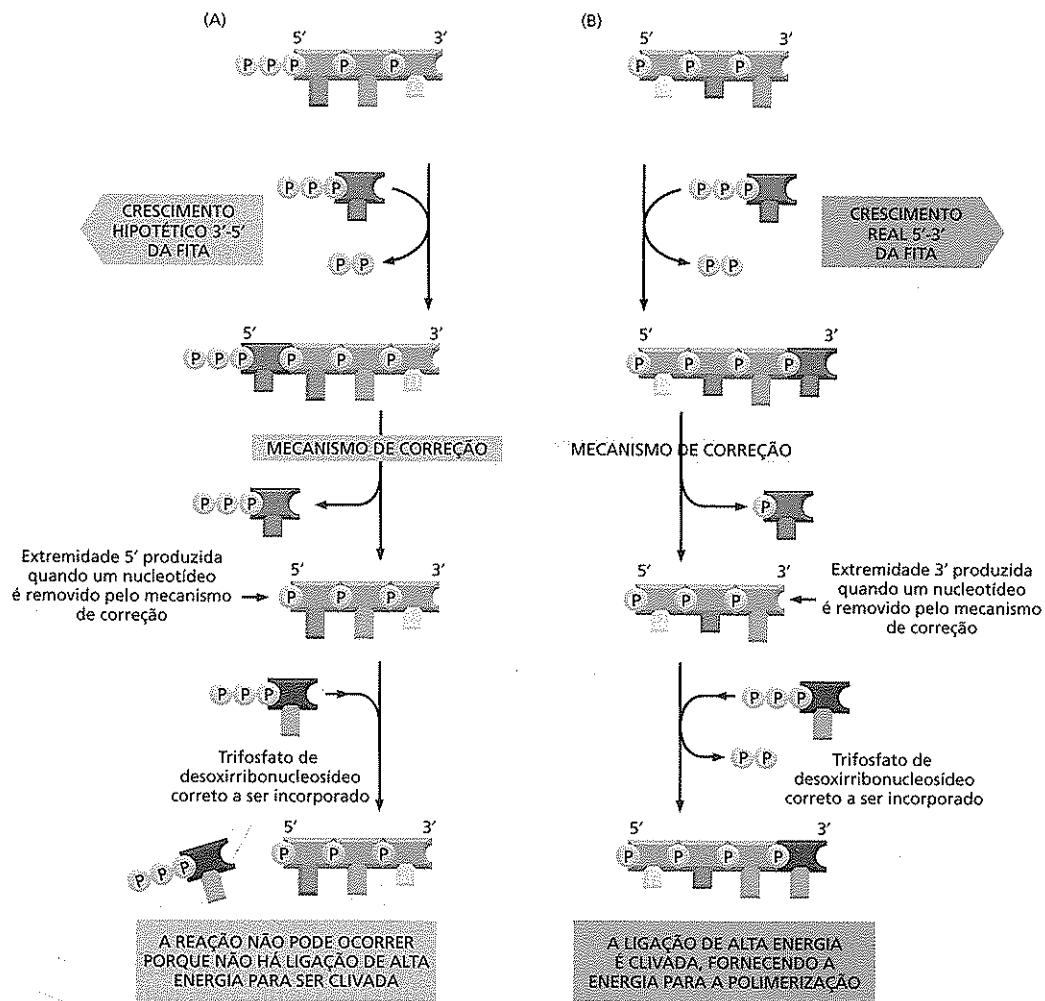 (A)
5′ 3′
P P P P P
CRESCIMENTO
HIPOTÉTICO 3′-5′
DA FITA
P P P
P P
5′ 3′
P P P P P P
MECANISMO DE CORREÇÃO
P P P
Extremidade 5′ produzida
quando um nucleotídeo
é removido pelo mecanismo
de correção
5′ 3′
P P P
P P P
Trifosfato de
desoxirribonucleosídeo
correto a ser incorporado
P P P
5′ 3′
P P P
A REAÇÃO NÃO PODE OCORRER
PORQUE NÃO HÁ LIGAÇÃO DE ALTA
ENERGIA PARA SER CLIVADA
(B)
5′ 3′
P P P
P P P
P P
CRESCIMENTO
REAL 5′-3′
DA FITA
5′ 3′
P P P P
MECANISMO DE CORREÇÃO
P
5′ 3′
P P P
Extremidade 3′ produzida
quando um nucleotídeo
é removido pelo mecanismo
de correção
P P P
P P
Trifosfato de
desoxirribonucleosídeo
correto a ser incorporado
5′ 3′
P P P P
A LIGAÇÃO DE ALTA ENERGIA
É CLIVADA, FORNECENDO A
ENERGIA PARA A POLIMERIZAÇÃO